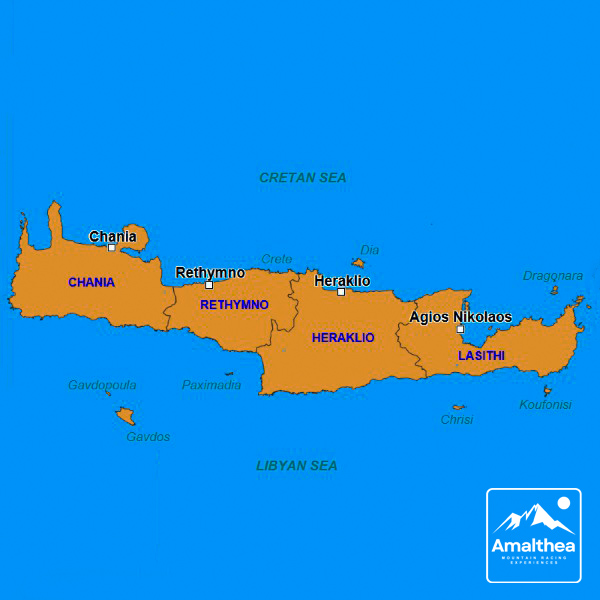 CRETAN SEA
Chania
Crete
Dia
Rethymno
Heraklio
Dragonara
CHANIA
RETHYMNO
Agios Nikolaos
HERAKLIO
LASITHI
Gavdopoula
Paximadia
Koufonisi
Chrisi
Gavdos
LIBYAN SEA
Amalthea
MOUNTAIN RACING
EXPERIENCES